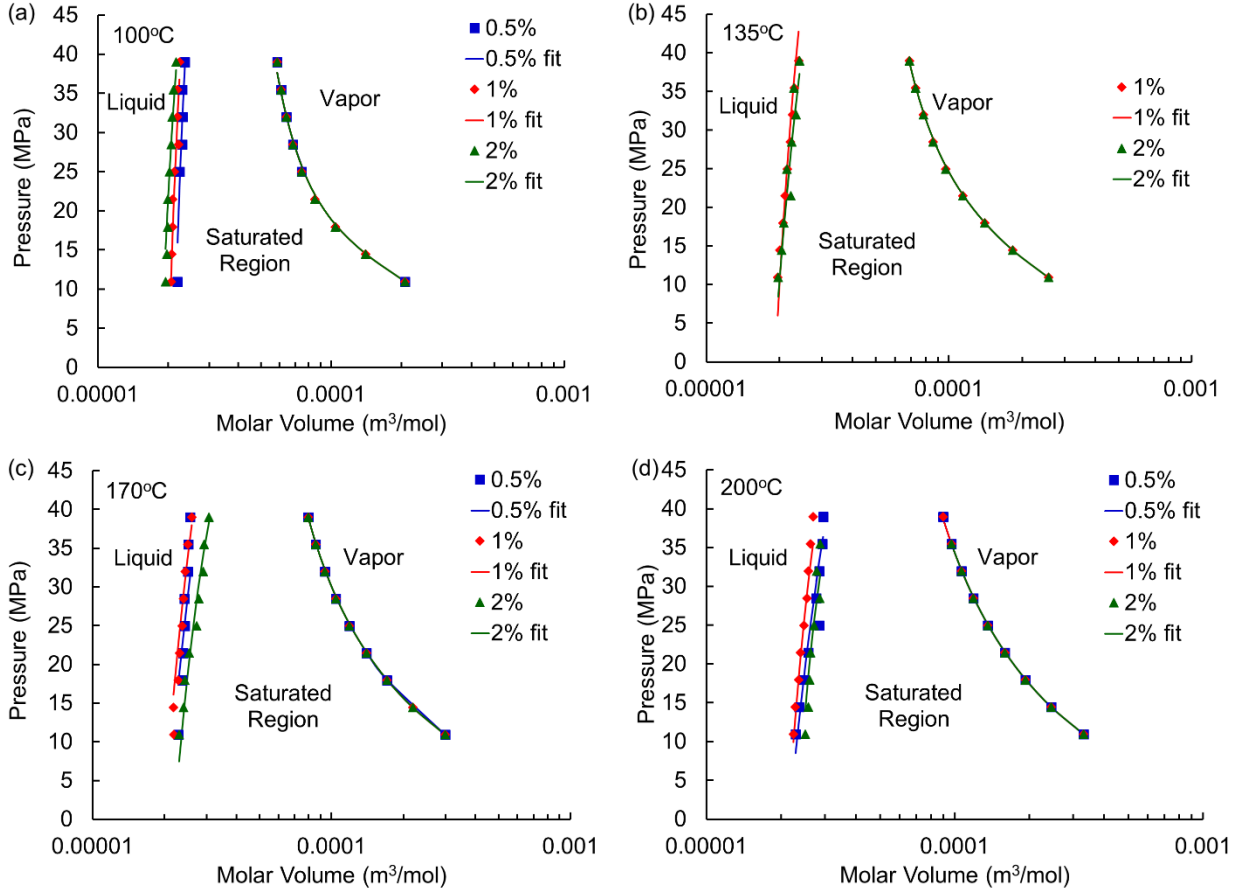 (a)
100°C
45
40
35
30
25
20
15
10
5
0
Pressure (MPa)
Liquid
Vapor
Saturated
Region
0.5%
0.5% fit
1%
1% fit
2%
2% fit
0.00001
0.0001
0.001
Molar Volume (m³/mol)
(b)
135°C
45
40
35
30
25
20
15
10
5
0
Pressure (MPa)
Liquid
Vapor
Saturated
Region
1%
1% fit
2%
2% fit
0.00001
0.0001
0.001
Molar Volume (m³/mol)
(c)
170°C
45
40
35
30
25
20
15
10
5
0
Pressure (MPa)
Liquid
Vapor
Saturated
Region
0.5%
0.5% fit
1%
1% fit
2%
2% fit
0.00001
0.0001
0.001
Molar Volume (m³/mol)
(d)
200°C
45
40
35
30
25
20
15
10
5
0
Pressure (MPa)
Liquid
Vapor
Saturated
Region
0.5%
0.5% fit
1%
1% fit
2%
2% fit
0.00001
0.0001
0.001
Molar Volume (m³/mol)